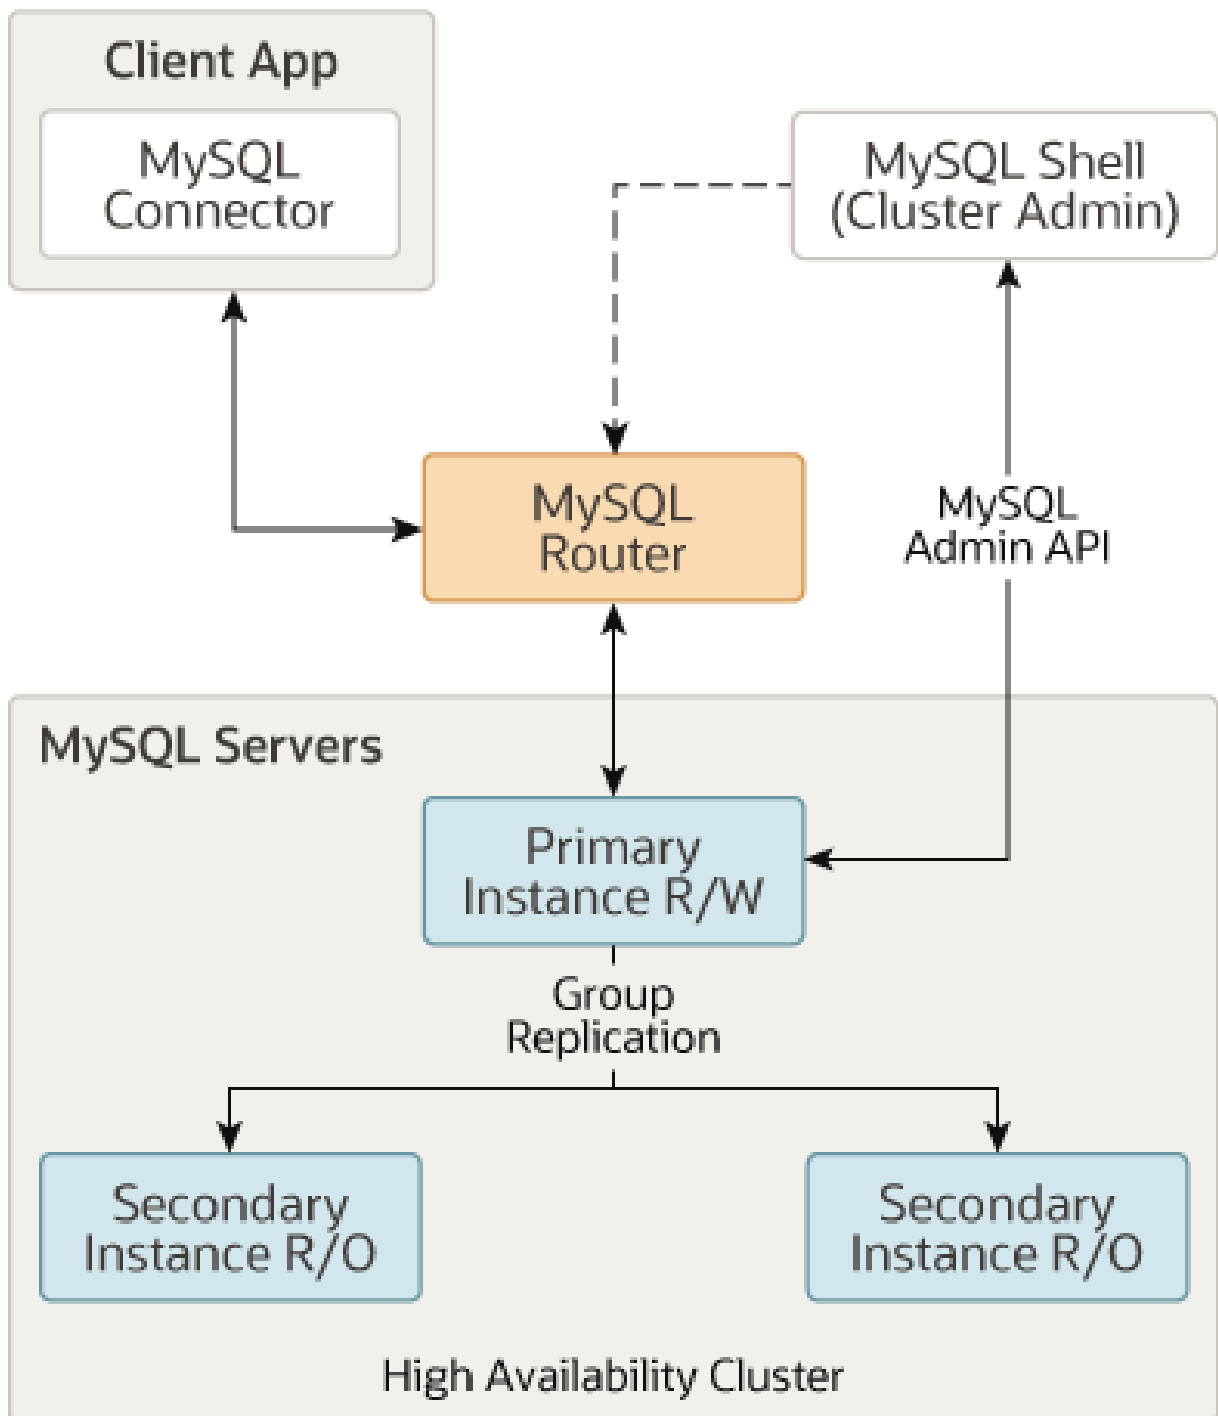 Client App
MySQL
Connector
MySQL Shell
(Cluster Admin)
MySQL
Router
MySQL
Admin API
MySQL Servers
Primary
Instance R/W
Group
Replication
Secondary
Instance R/O
Secondary
Instance R/O
High Availability Cluster